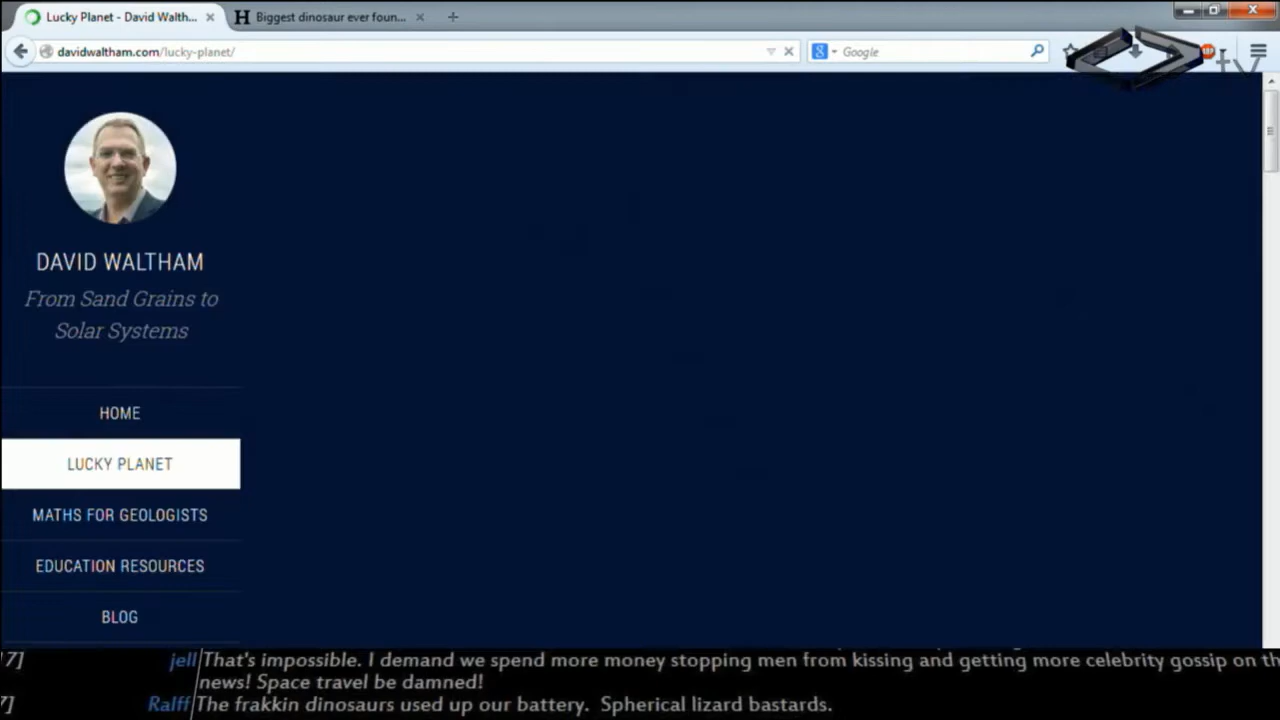 Lucky Planet - David Walth...
Biggest dinosaur ever foun...
davidwaltham.com/lucky-planet/
Google
tv
DAVID WALTHAM
From Sand Grains to
Solar Systems
HOME
LUCKY PLANET
MATHS FOR GEOLOGISTS
EDUCATION RESOURCES
BLOG
7] jell That's impossible. I demand we spend more money stopping men from kissing and getting more celebrity gossip on th
news! Space travel be damned!
7] Ralff The frakkin dinosaurs used up our battery. Spherical lizard bastards.